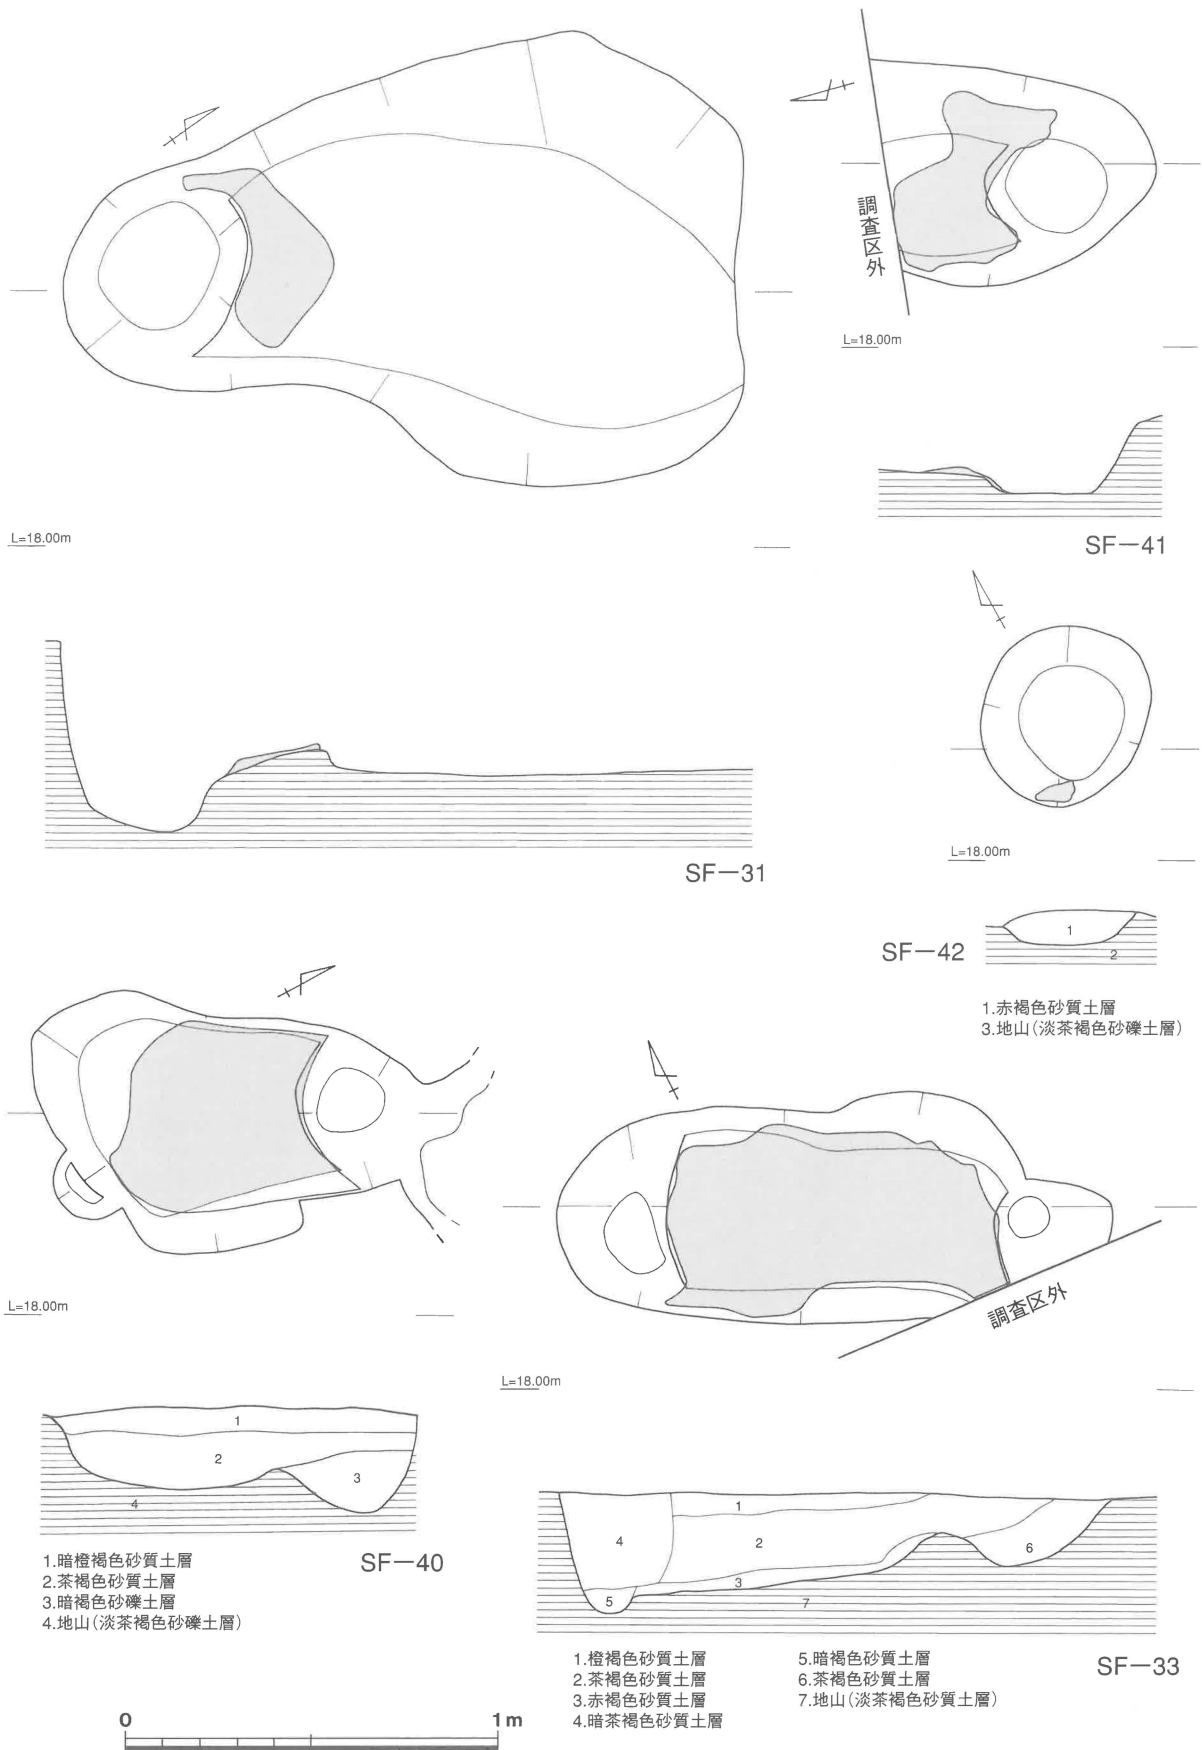 調査区外
L=18.00m
SF－41
L=18.00m
SF－31
L=18.00m
SF－42
1
2
1.赤褐色砂質土層
3.地山(淡茶褐色砂礫土層)
L=18.00m
1
2
3
4
SF－40
1.暗橙褐色砂質土層
2.茶褐色砂質土層
3.暗褐色砂礫土層
4.地山(淡茶褐色砂礫土層)
調査区外
L=18.00m
1
2
3
4
5
6
7
SF－33
1.橙褐色砂質土層
2.茶褐色砂質土層
3.赤褐色砂質土層
4.暗茶褐色砂質土層
5.暗褐色砂質土層
6.茶褐色砂質土層
7.地山(淡茶褐色砂質土層)
0
1m